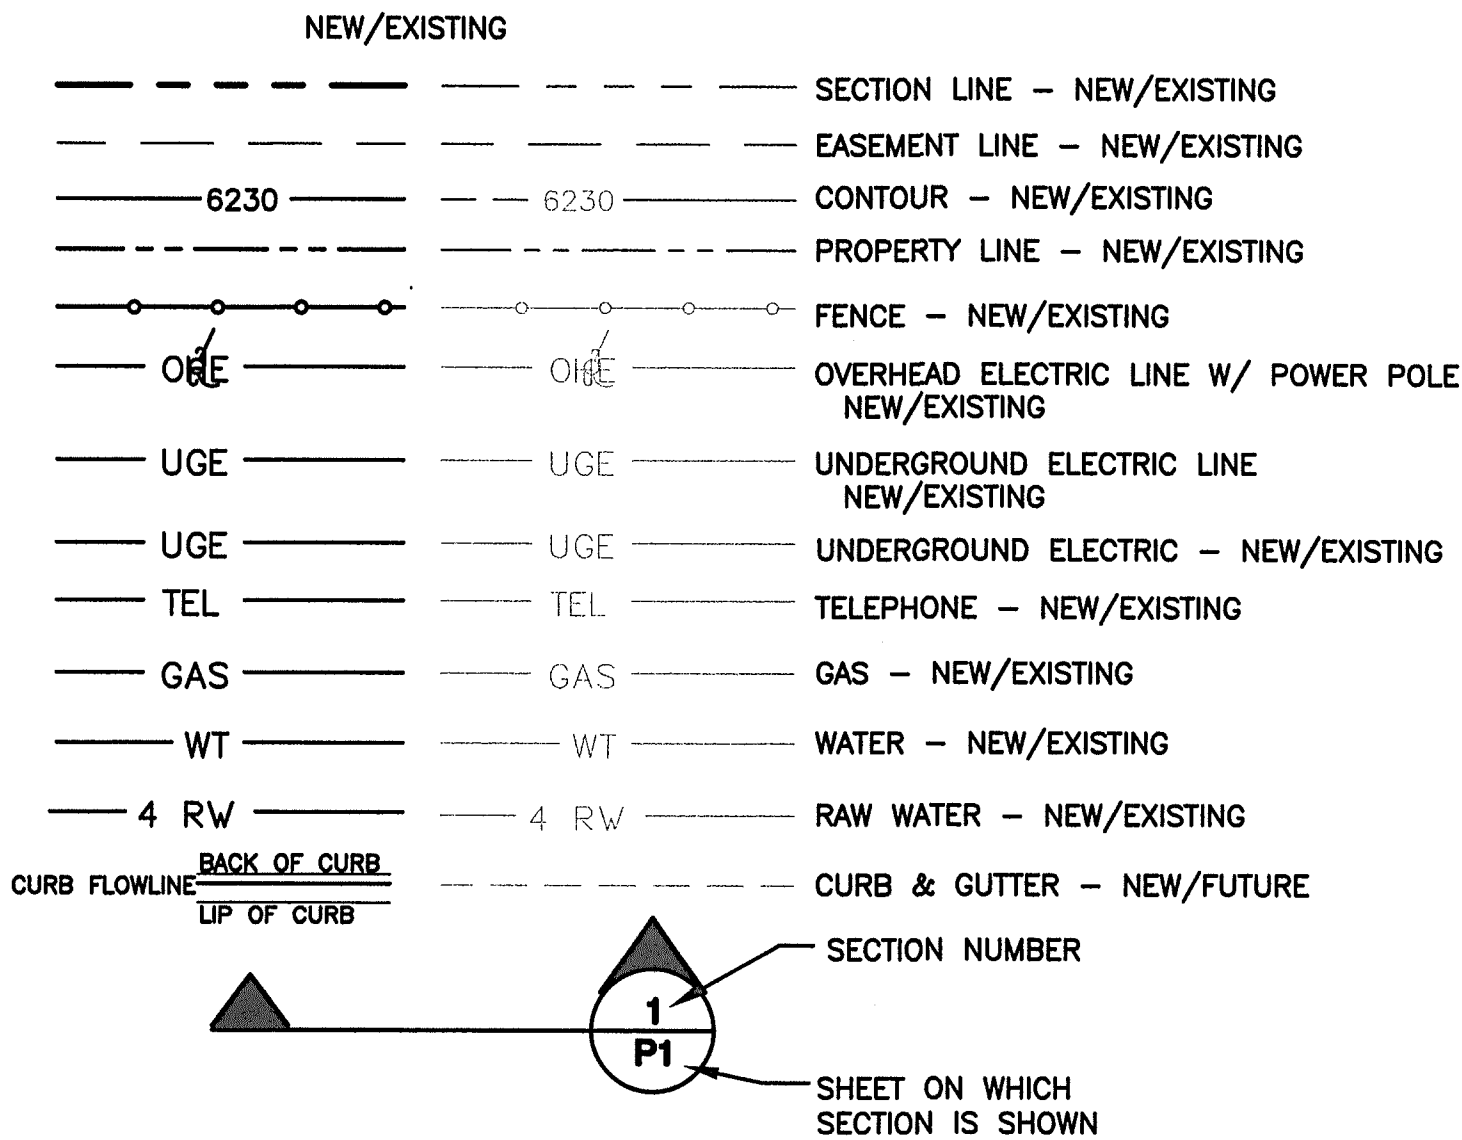 NEW/EXISTING
SECTION LINE – NEW/EXISTING
EASEMENT LINE – NEW/EXISTING
6230 6230 CONTOUR – NEW/EXISTING
PROPERTY LINE – NEW/EXISTING
FENCE – NEW/EXISTING
OHE OHE OVERHEAD ELECTRIC LINE W/ POWER POLE
NEW/EXISTING
UGE UGE UNDERGROUND ELECTRIC LINE
NEW/EXISTING
UGE UGE UNDERGROUND ELECTRIC – NEW/EXISTING
TEL TEL TELEPHONE – NEW/EXISTING
GAS GAS GAS – NEW/EXISTING
WT WT WATER – NEW/EXISTING
4 RW 4 RW RAW WATER – NEW/EXISTING
BACK OF CURB
CURB FLOWLINE CURB & GUTTER – NEW/FUTURE
LIP OF CURB
SECTION NUMBER
1
P1
SHEET ON WHICH
SECTION IS SHOWN